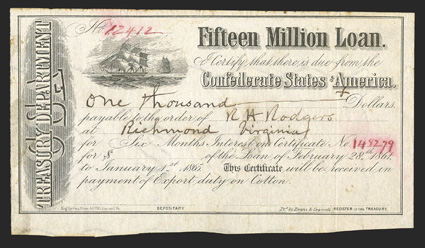 TREASURY DEPARTMENT
No. 12412
Fifteen Million Loan.
I certify that there is due from the
Confederate States of America,
One thousand Dollars.
payable to the order of R H Rodgers
at Richmond Virginia
for Six Months Interest on Certificate No. 145279
for $ of the Loan of February 28, 1861.
to January 1st 1865 This Certificate will be received in
payment of Export duty on Cotton.
DEPOSITARY
REGISTER OF THE TREASURY.